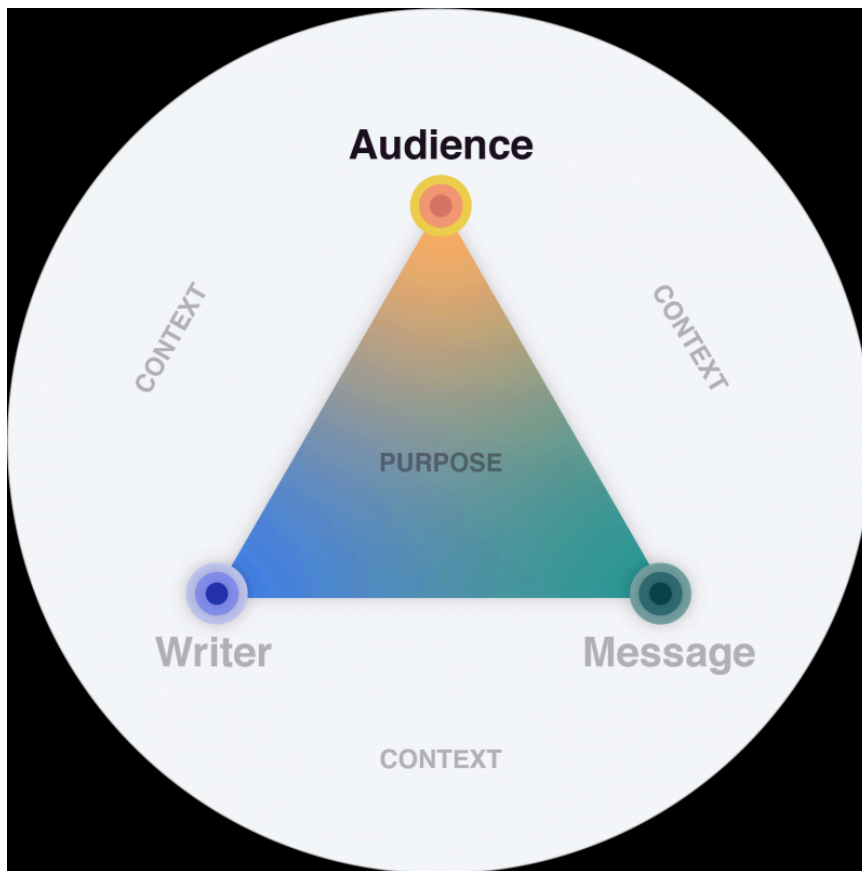 Audience
CONTEXT
CONTEXT
PURPOSE
Writer
Message
CONTEXT